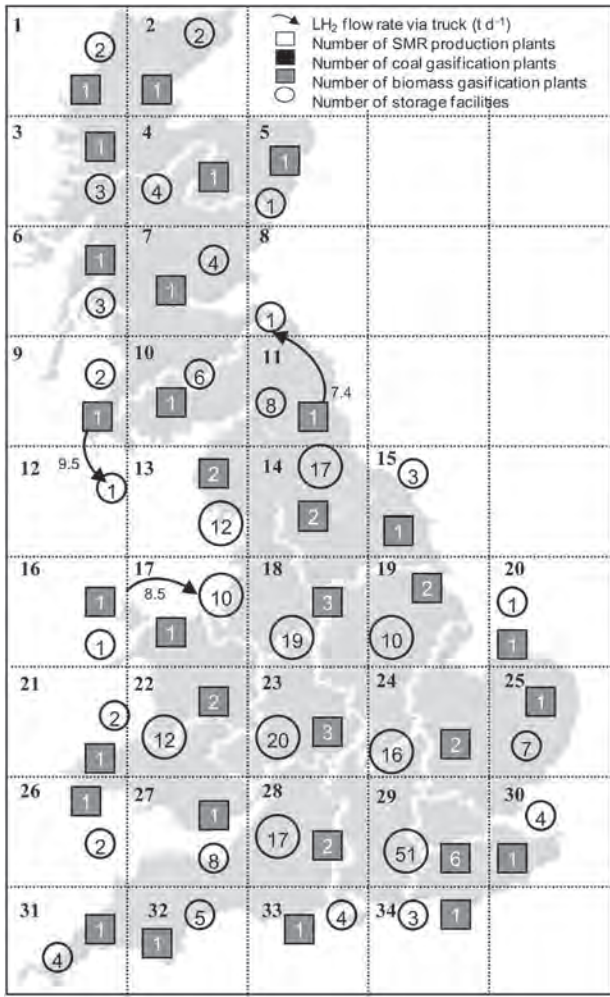 LH2 flow rate via truck (t d-1)
Number of SMR production plants
Number of coal gasification plants
Number of biomass gasification plants
Number of storage facilities
1 2
2 2
1 1
3 4 5
1 1 1
3 4 1
6 7 8
1 4
1
3 1
9 10 11
2 6
8 7.4
1 1 1
12 9.5 13 14 15
1 2 17 3
12 2 1
16 17 18 19 20
1 8.5 10 3 2 1
1 1 19 10 1
21 22 23 24 25
2 2 1
12 20 3 16 2 7
1
26 27 28 29 30
1 1 4
2 8 17 2 51 6 1
31 32 33 34
1 5 4 3 1
4 1 1